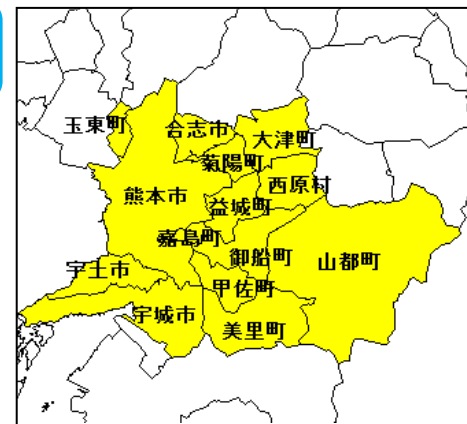 玉東町
合志市
大津町
菊陽町
西原村
熊本市
益城町
嘉島町
御船町
山都町
宇土市
甲佐町
宇城市
美里町